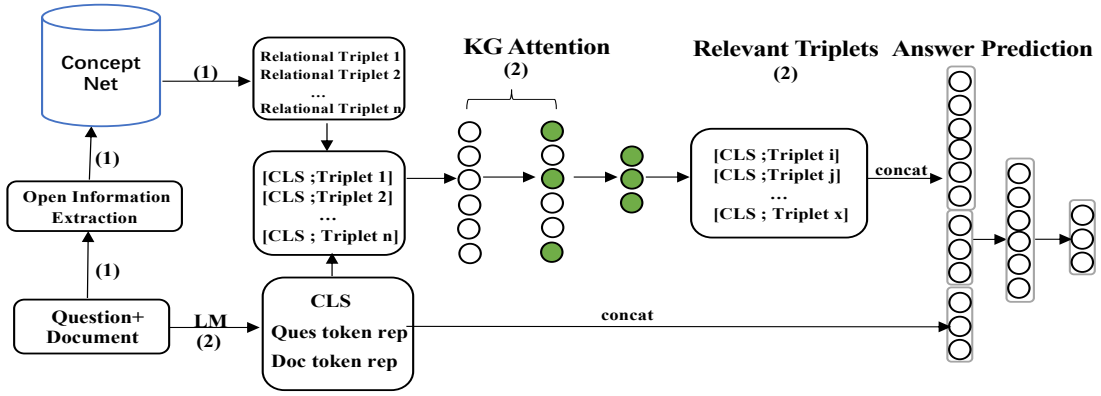 Concept
Net
(1)
Relational Triplet 1
Relational Triplet 2
...
Relational Triplet n
KG Attention
(2)
Relevant Triplets
(2)
Answer Prediction
(1)
Open Information
Extraction
(1)
Question+
Document
LM
(2)
[CLS ;Triplet 1]
[CLS ;Triplet 2]
...
[CLS ; Triplet n]
CLS
Ques token rep
Doc token rep
[CLS ;Triplet i]
[CLS ;Triplet j]
...
[CLS ; Triplet x]
concat
concat